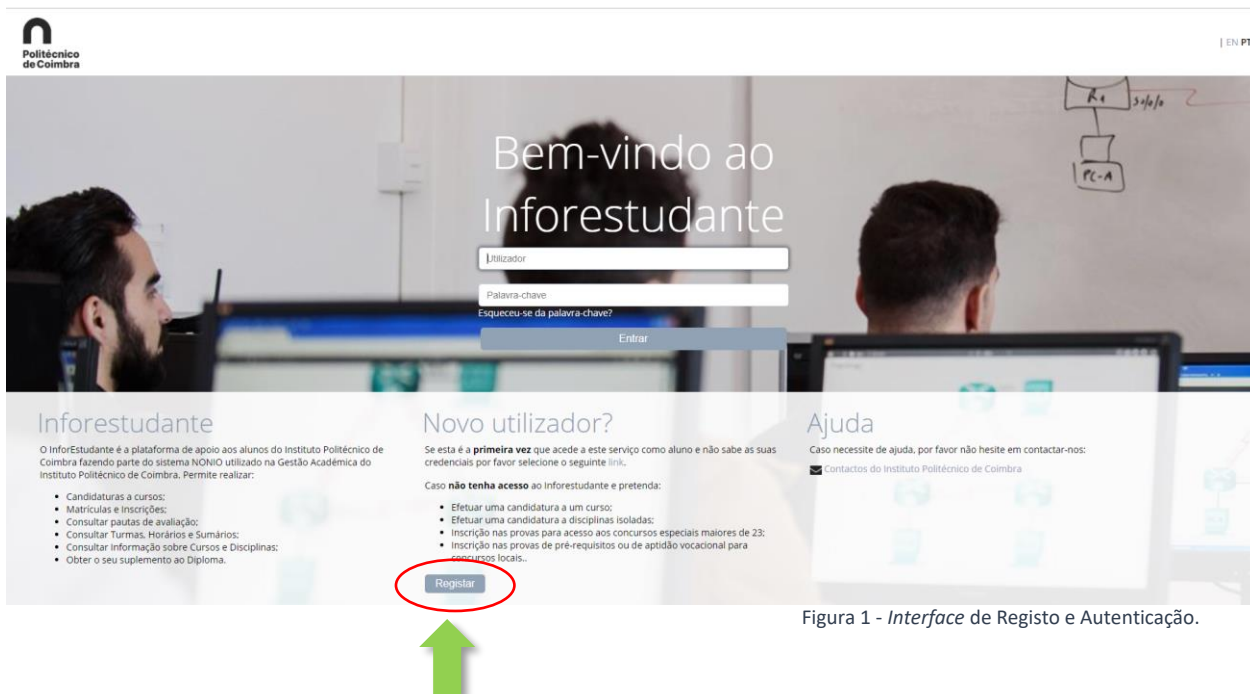 Politécnico
de Coimbra
| EN PT
R1
s0/0/0
PC-A
Bem-vindo ao
Inforestudante
Utilizador
Palavra-chave
Esqueceu-se da palavra-chave?
Entrar
Inforestudante
O InforEstudante é a plataforma de apoio aos alunos do Instituto Politécnico de
Coimbra fazendo parte do sistema NONIO utilizado na Gestão Académica do
Instituto Politécnico de Coimbra. Permite realizar:
• Candidaturas a cursos;
• Matrículas e Inscrições;
• Consultar pautas de avaliação;
• Consultar Turmas, Horários e Sumários;
• Consultar informação sobre Cursos e Disciplinas;
• Obter o seu suplemento ao Diploma.
Novo utilizador?
Se esta é a primeira vez que acede a este serviço como aluno e não sabe as suas
credenciais por favor selecione o seguinte link.
Caso não tenha acesso ao Inforestudante e pretenda:
• Efetuar uma candidatura a um curso;
• Efetuar uma candidatura a disciplinas isoladas;
• Inscrição nas provas para acesso aos concursos especiais maiores de 23;
• Inscrição nas provas de pré-requisitos ou de aptidão vocacional para
concursos locais..
Registar
Ajuda
Caso necessite de ajuda, por favor não hesite em contactar-nos:
Contactos do Instituto Politécnico de Coimbra
Figura 1 - Interface de Registo e Autenticação.